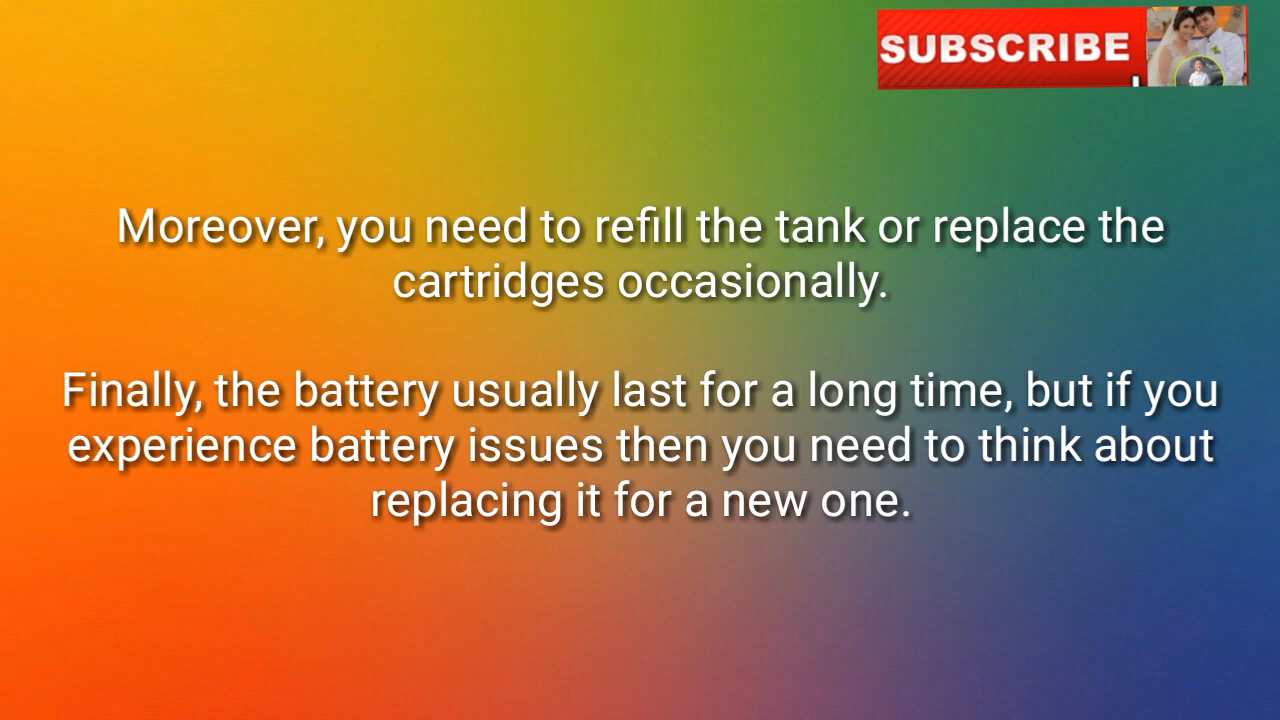 SUBSCRIBE
Moreover, you need to refill the tank or replace the
cartridges occasionally.
Finally, the battery usually last for a long time, but if you
experience battery issues then you need to think about
replacing it for a new one.